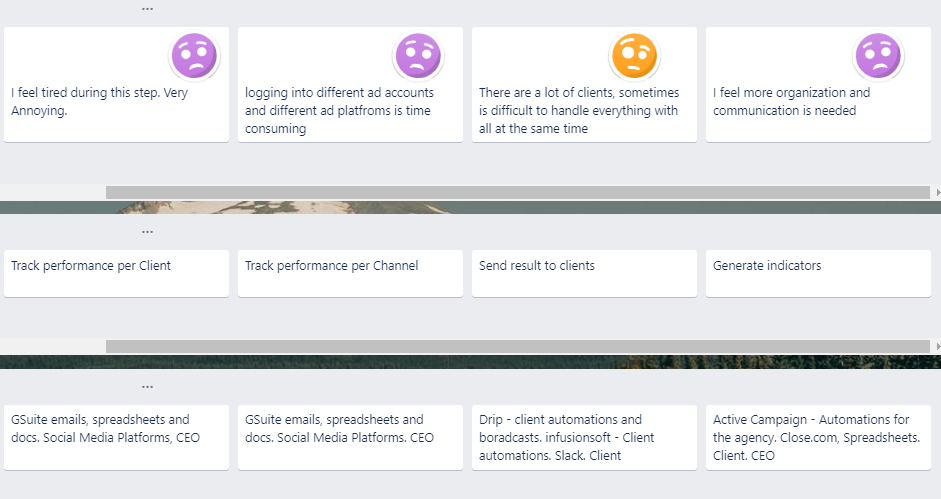 ...
I feel tired during this step. Very
Annoying.
logging into different ad accounts
and different ad platfroms is time
consuming
There are a lot of clients, sometimes
is difficult to handle everything with
all at the same time
I feel more organization and
communication is needed
...
Track performance per Client
Track performance per Channel
Send result to clients
Generate indicators
...
GSuite emails, spreadsheets and
docs. Social Media Platforms, CEO
GSuite emails, spreadsheets and
docs. Social Media Platforms. CEO
Drip - client automations and
boradcasts. infusionsoft - Client
automations. Slack. Client
Active Campaign - Automations for
the agency. Close.com, Spreadsheets.
Client. CEO